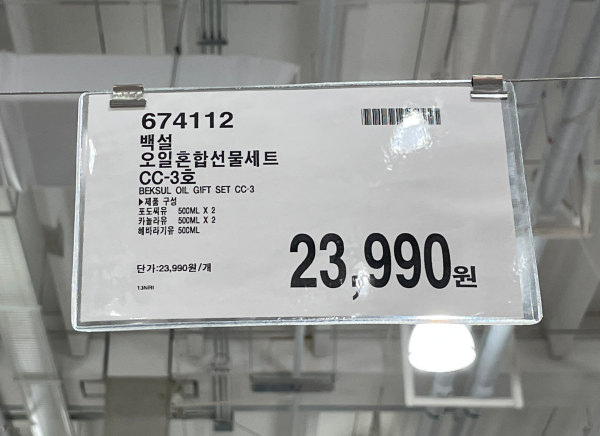 674112
백설
오일혼합선물세트
CC-3호
BEKSUL OIL GIFT SET CC-3
▶제품 구성
포도씨유 500ML X 2
카놀라유 500ML X 2
해바라기유 500ML
단가:23,990원/개
23,990원
13NRI